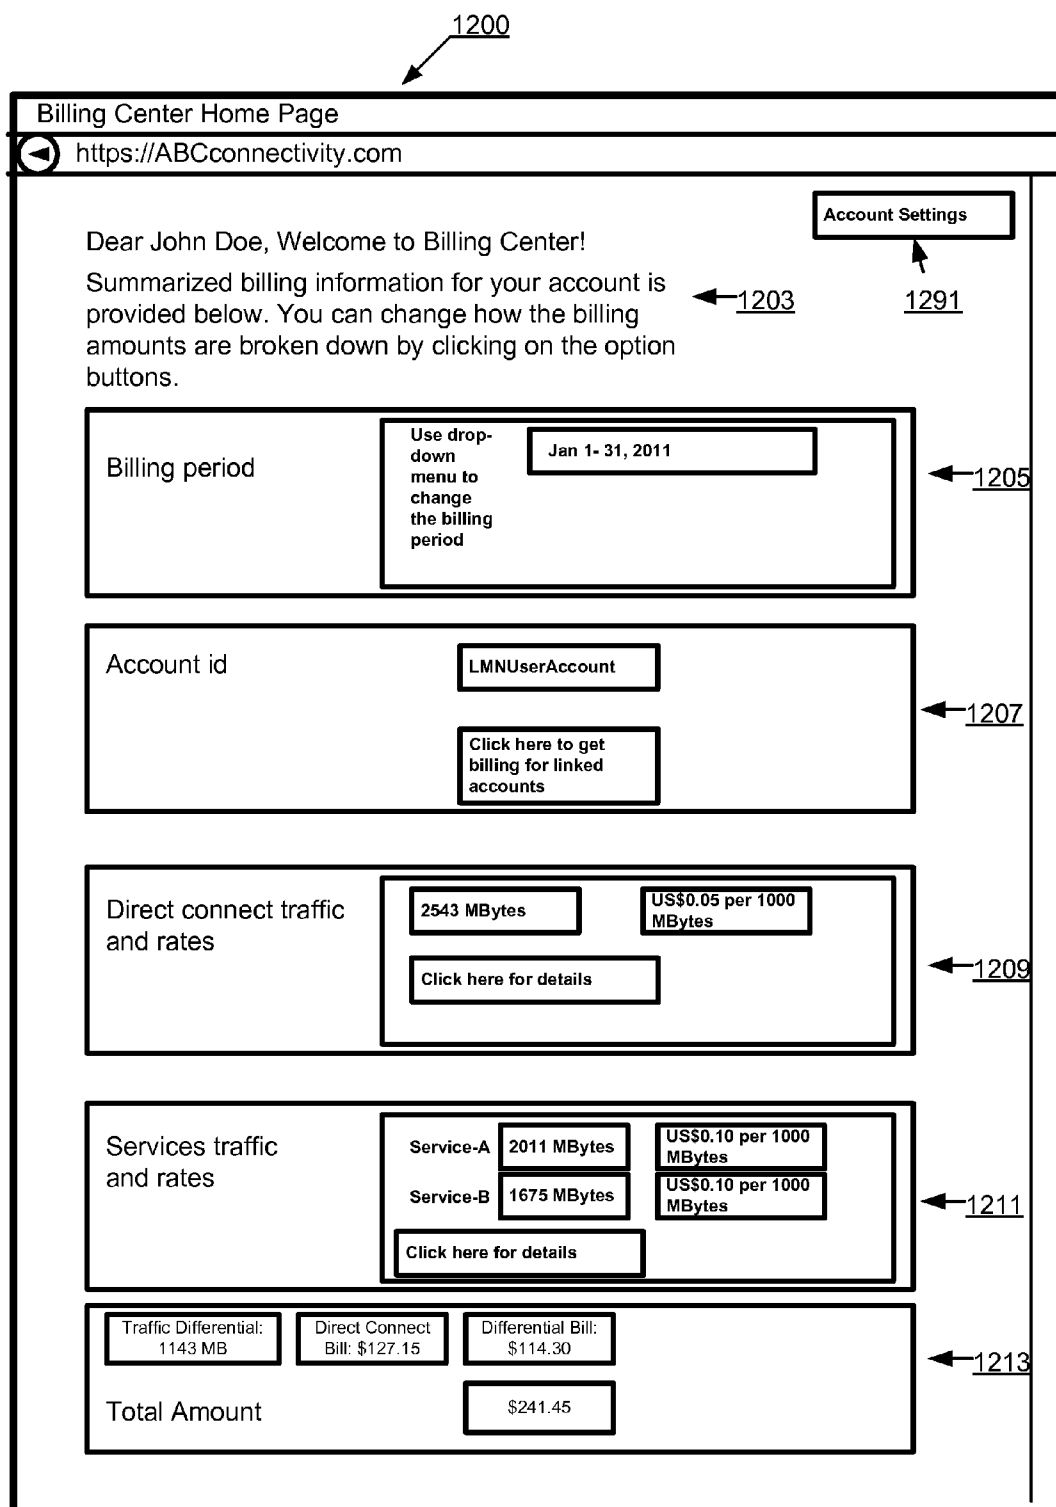 1200
Billing Center Home Page
https://ABCconnectivity.com
Account Settings
1291
Dear John Doe, Welcome to Billing Center!
Summarized billing information for your account is
provided below. You can change how the billing
amounts are broken down by clicking on the option
buttons.
1203
Billing period
Use drop-
down
menu to
change
the billing
period
Jan 1- 31, 2011
1205
Account id
LMNUserAccount
Click here to get
billing for linked
accounts
1207
Direct connect traffic
and rates
2543 MBytes
US$0.05 per 1000
MBytes
Click here for details
1209
Services traffic
and rates
Service-A
2011 MBytes
US$0.10 per 1000
MBytes
Service-B
1675 MBytes
US$0.10 per 1000
MBytes
Click here for details
1211
Traffic Differential:
1143 MB
Direct Connect
Bill: $127.15
Differential Bill:
$114.30
1213
Total Amount
$241.45